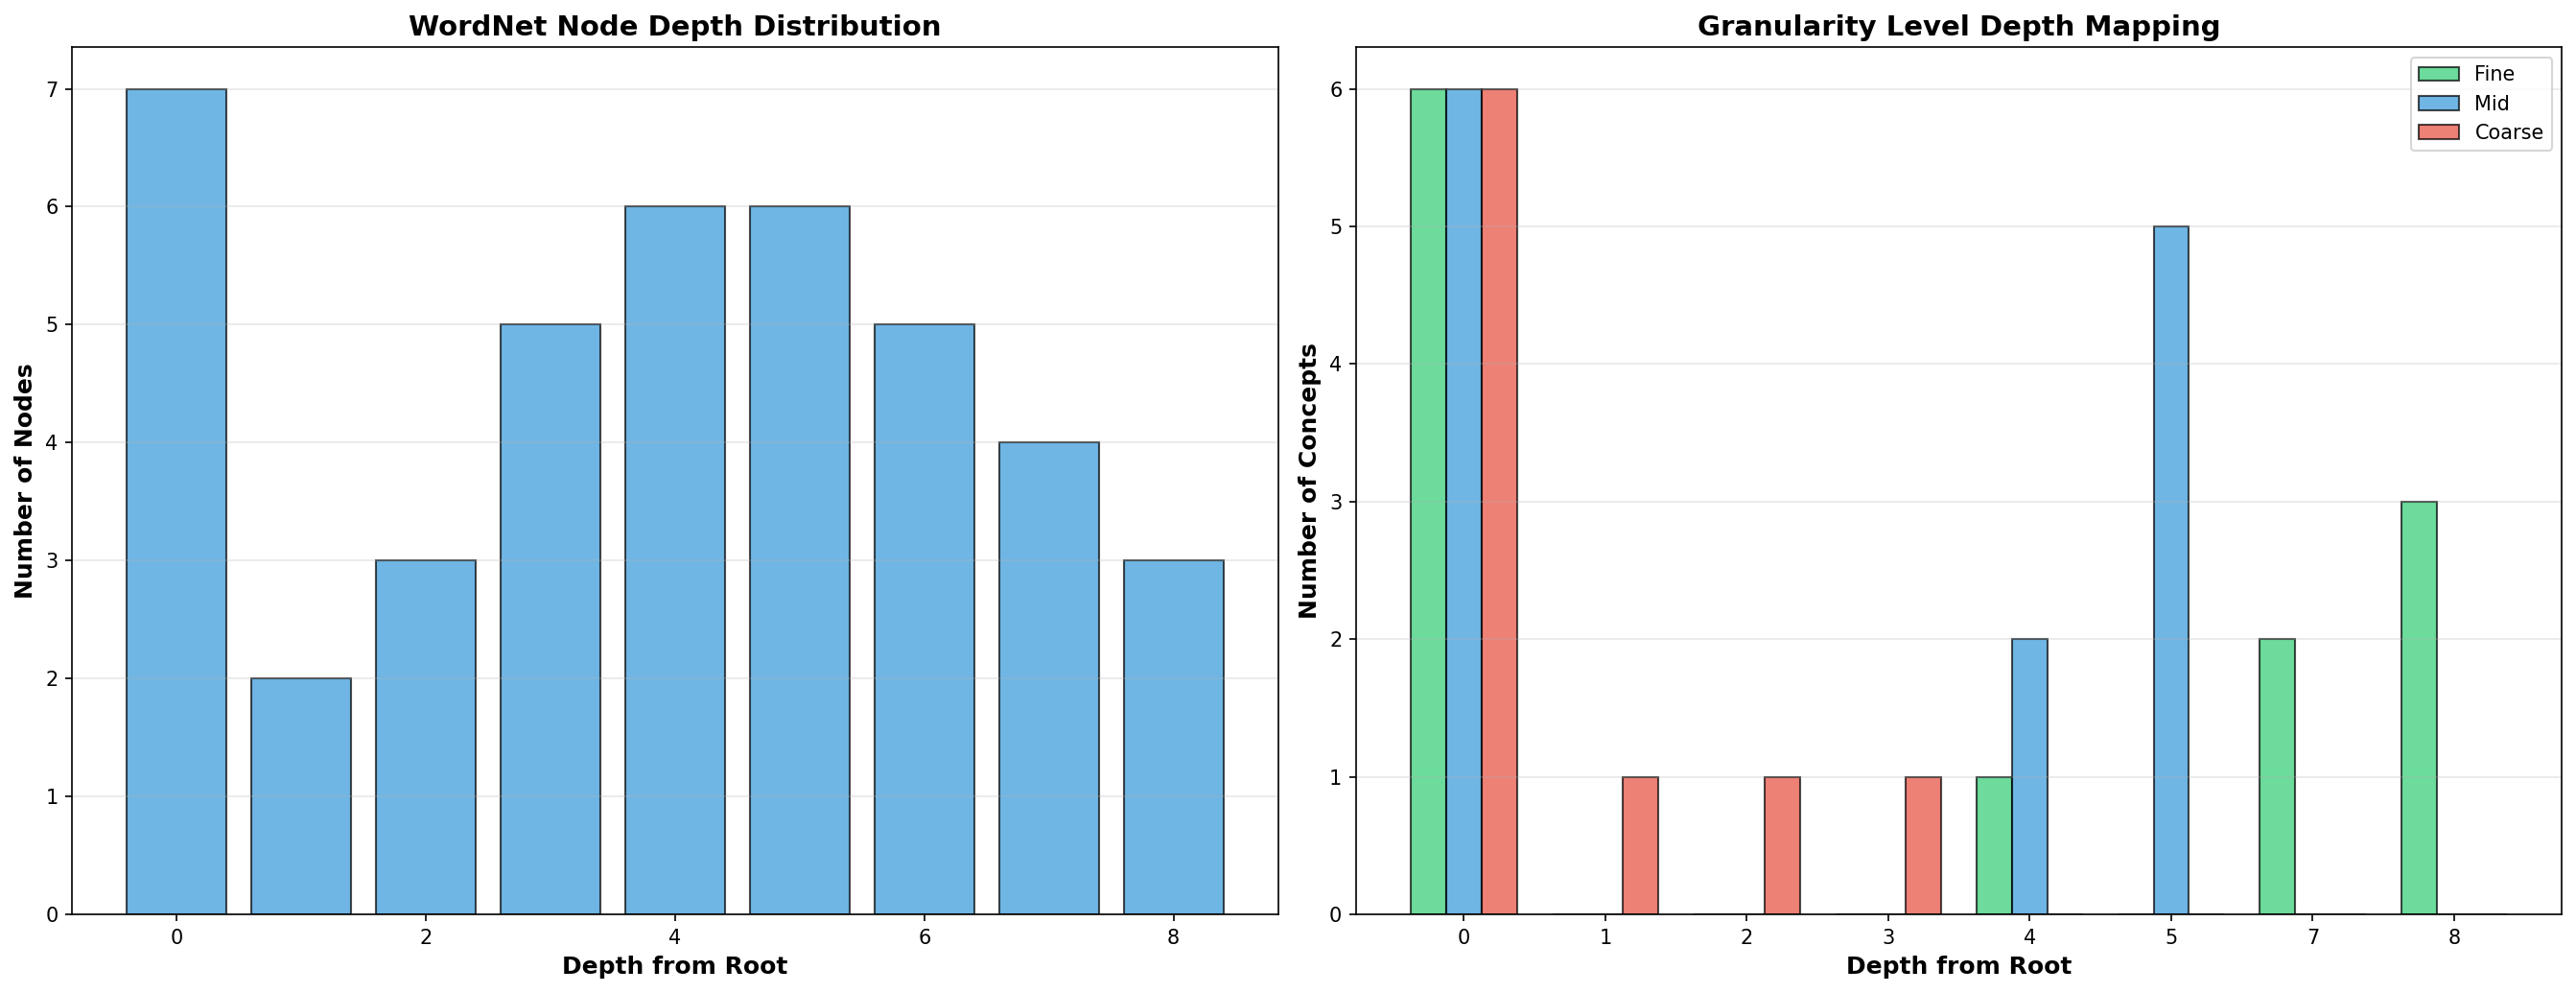 WordNet Node Depth Distribution
Number of Nodes
7
6
5
4
3
2
1
0
0 2 4 6 8
Depth from Root
Granularity Level Depth Mapping
Number of Concepts
6
5
4
3
2
1
0
Fine
Mid
Coarse
0 1 2 3 4 5 7 8
Depth from Root